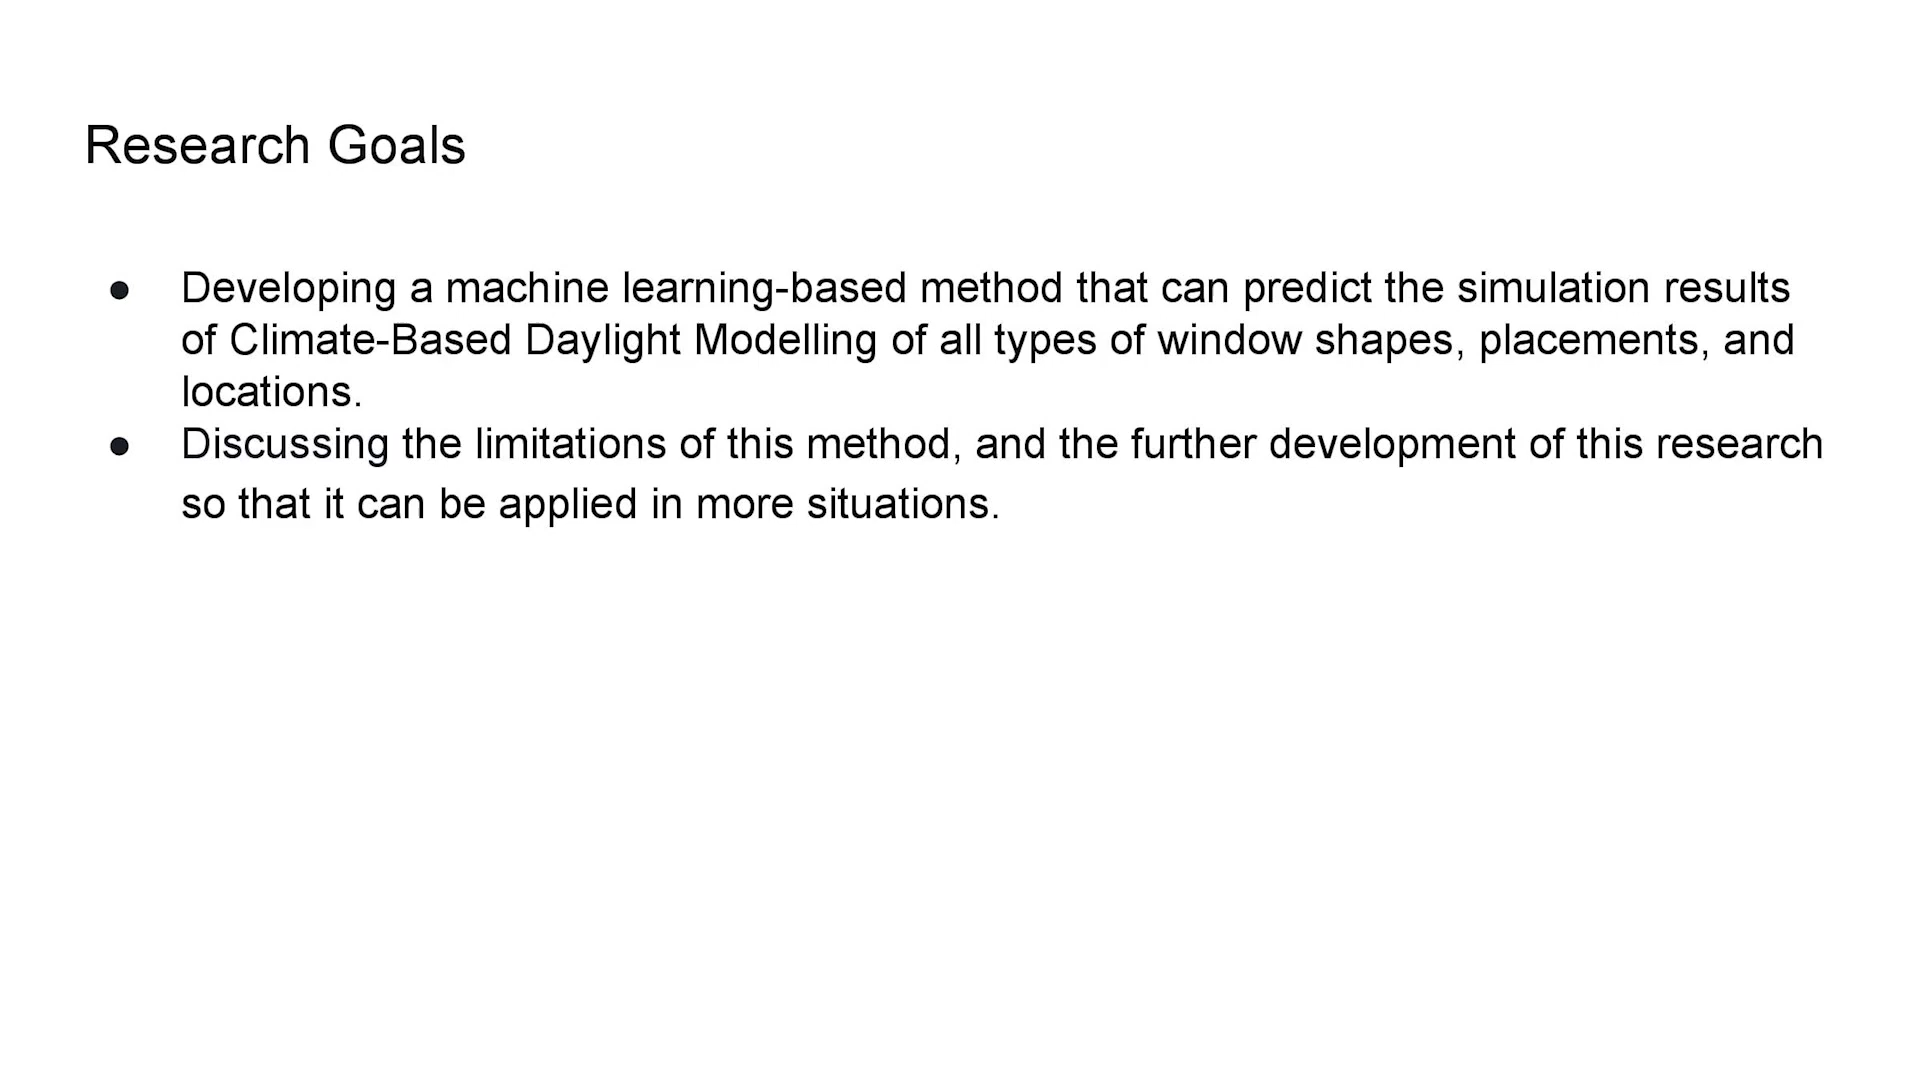 Research Goals
● Developing a machine learning-based method that can predict the simulation results
of Climate-Based Daylight Modelling of all types of window shapes, placements, and
locations.
● Discussing the limitations of this method, and the further development of this research
so that it can be applied in more situations.